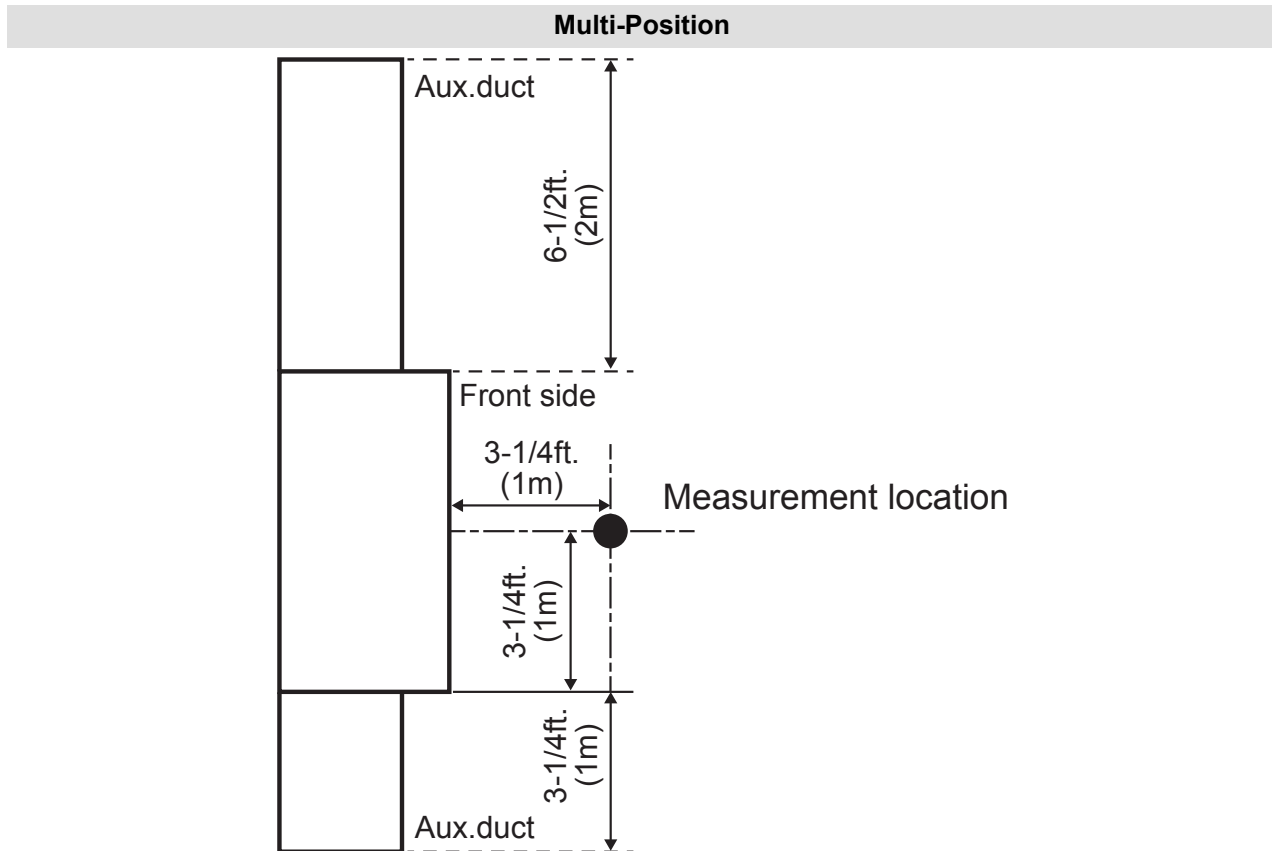 Multi-Position
Aux.duct
6-1/2ft.
(2m)
Front side
3-1/4ft.
(1m)
Measurement location
3-1/4ft.
(1m)
3-1/4ft.
(1m)
Aux.duct